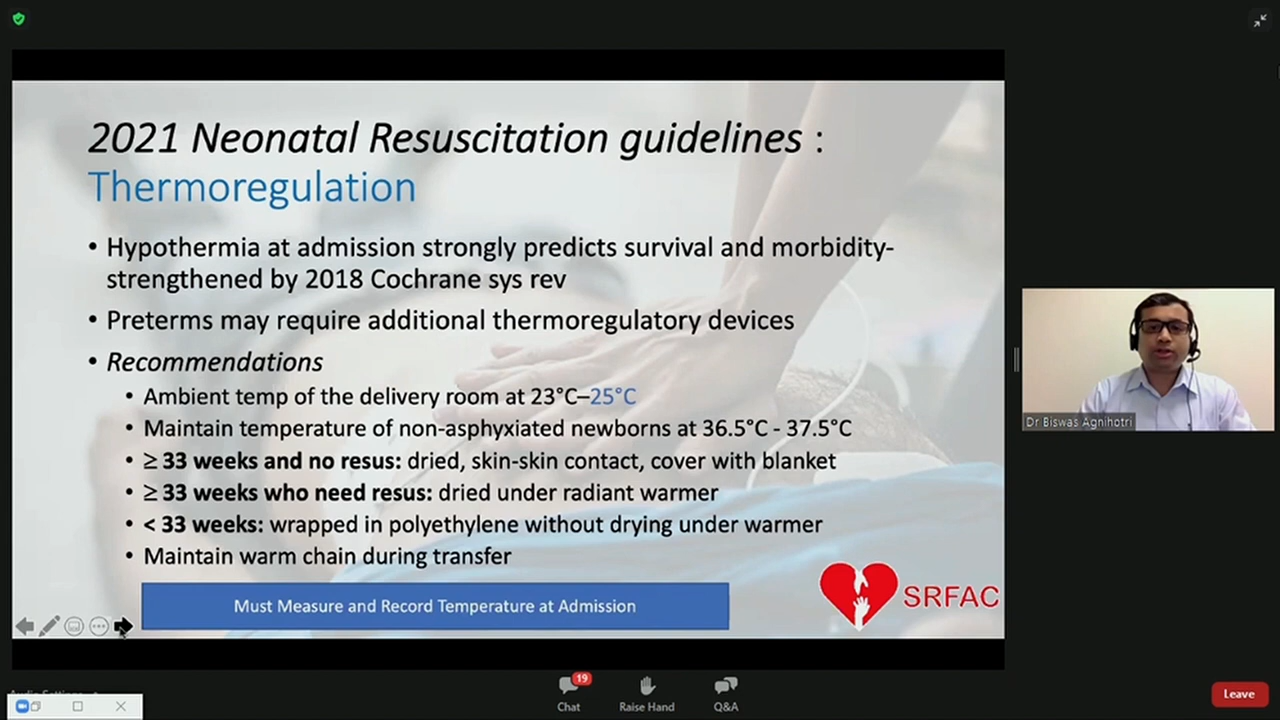 2021 Neonatal Resuscitation guidelines :
Thermoregulation
• Hypothermia at admission strongly predicts survival and morbidity-
strengthened by 2018 Cochrane sys rev
• Preterms may require additional thermoregulatory devices
• Recommendations
• Ambient temp of the delivery room at 23°C–25°C
• Maintain temperature of non-asphyxiated newborns at 36.5°C - 37.5°C
• ≥ 33 weeks and no resus: dried, skin-skin contact, cover with blanket
• ≥ 33 weeks who need resus: dried under radiant warmer
• < 33 weeks: wrapped in polyethylene without drying under warmer
• Maintain warm chain during transfer
Must Measure and Record Temperature at Admission
SRFAC
Dr Biswas Agnihotri
19
Chat
Raise Hand
Q&A
Leave